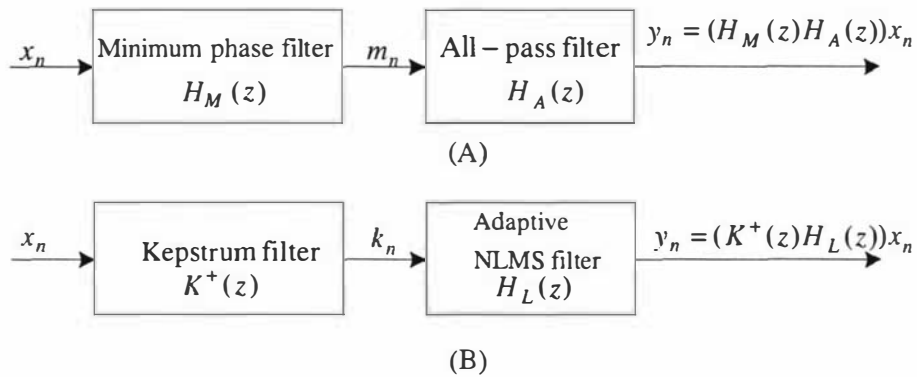 x_n
Minimum phase filter
H_M(z)
m_n
All – pass filter
H_A(z)
y_n = (H_M(z)H_A(z))x_n
(A)
x_n
Kepstrum filter
K^+(z)
k_n
Adaptive
NLMS filter
H_L(z)
y_n = (K^+(z)H_L(z))x_n
(B)